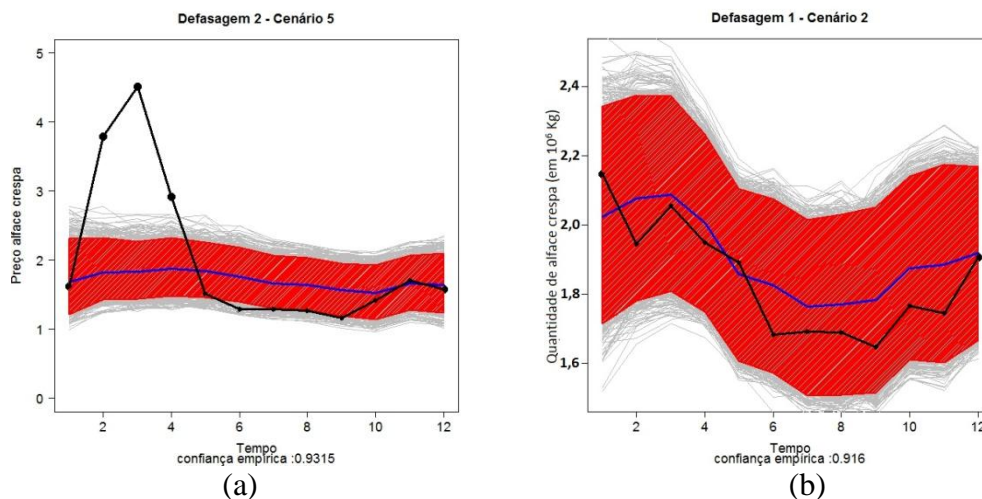 Defasagem 2 - Cenário 5
Preço alface crespa
5
4
3
2
1
0
2 4 6 8 10 12
Tempo
confiança empírica :0.9315
(a)
Defasagem 1 - Cenário 2
Quantidade de alface crespa (em 10⁶ Kg)
2,4
2,2
2,0
1,8
1,6
2 4 6 8 10 12
Tempo
confiança empírica :0.916
(b)